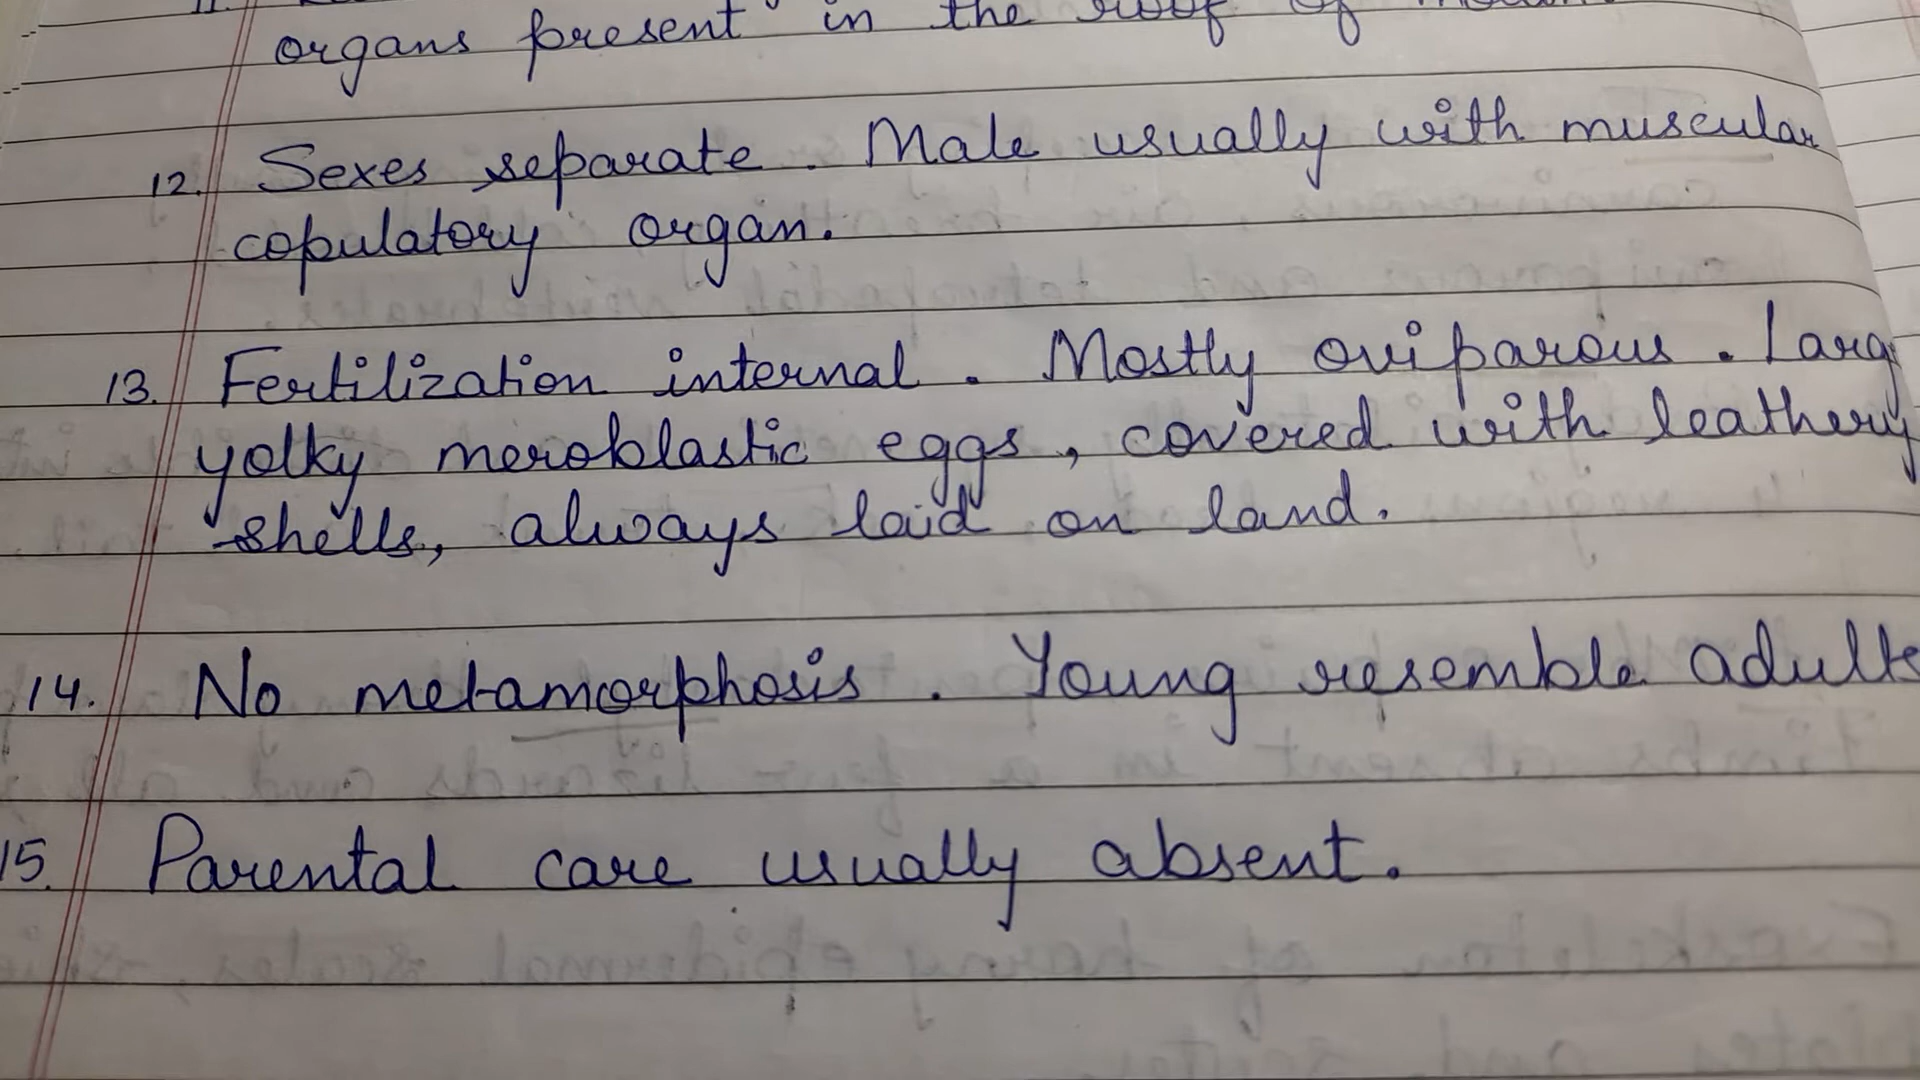 organs present in the roof of
12. Sexes separate. Male usually with muscular
copulatory organ.
13. Fertilization internal. Mostly oviparous. Larg
yolky meroblastic eggs, covered with leathery
shells, always laid on land.
14. No metamorphosis. Young resemble adults
15. Parental care usually absent.